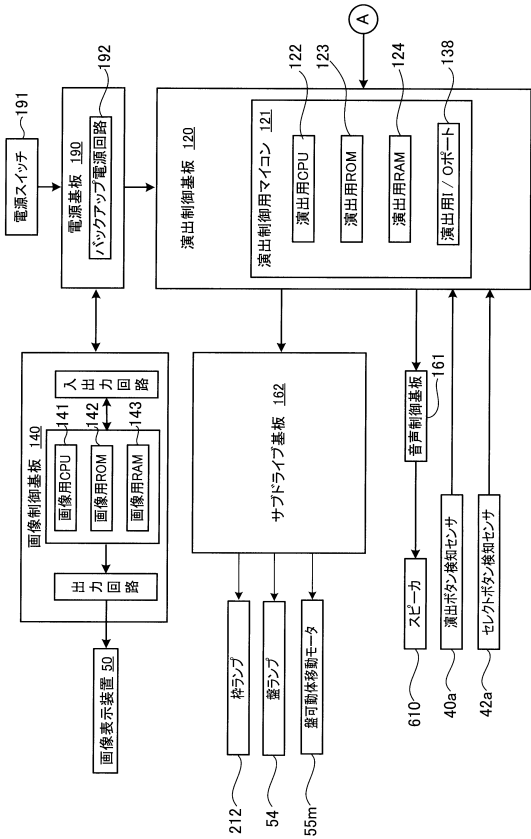 電源スイッチ
191
電源基板 190
バックアップ電源回路
192
演出制御基板 120
演出制御用マイコン 121
演出用CPU
122
演出用ROM
123
演出用RAM
124
演出用I/Oポート
138
A
画像制御基板 140
画像用CPU
141
画像用ROM
142
画像用RAM
143
入出力回路
出力回路
画像表示装置 50
サブドライブ基板 162
枠ランプ
212
盤ランプ
54
盤可動体移動モータ
55m
音声制御基板
161
スピーカ
610
演出ボタン検知センサ
40a
セレクトボタン検知センサ
42a